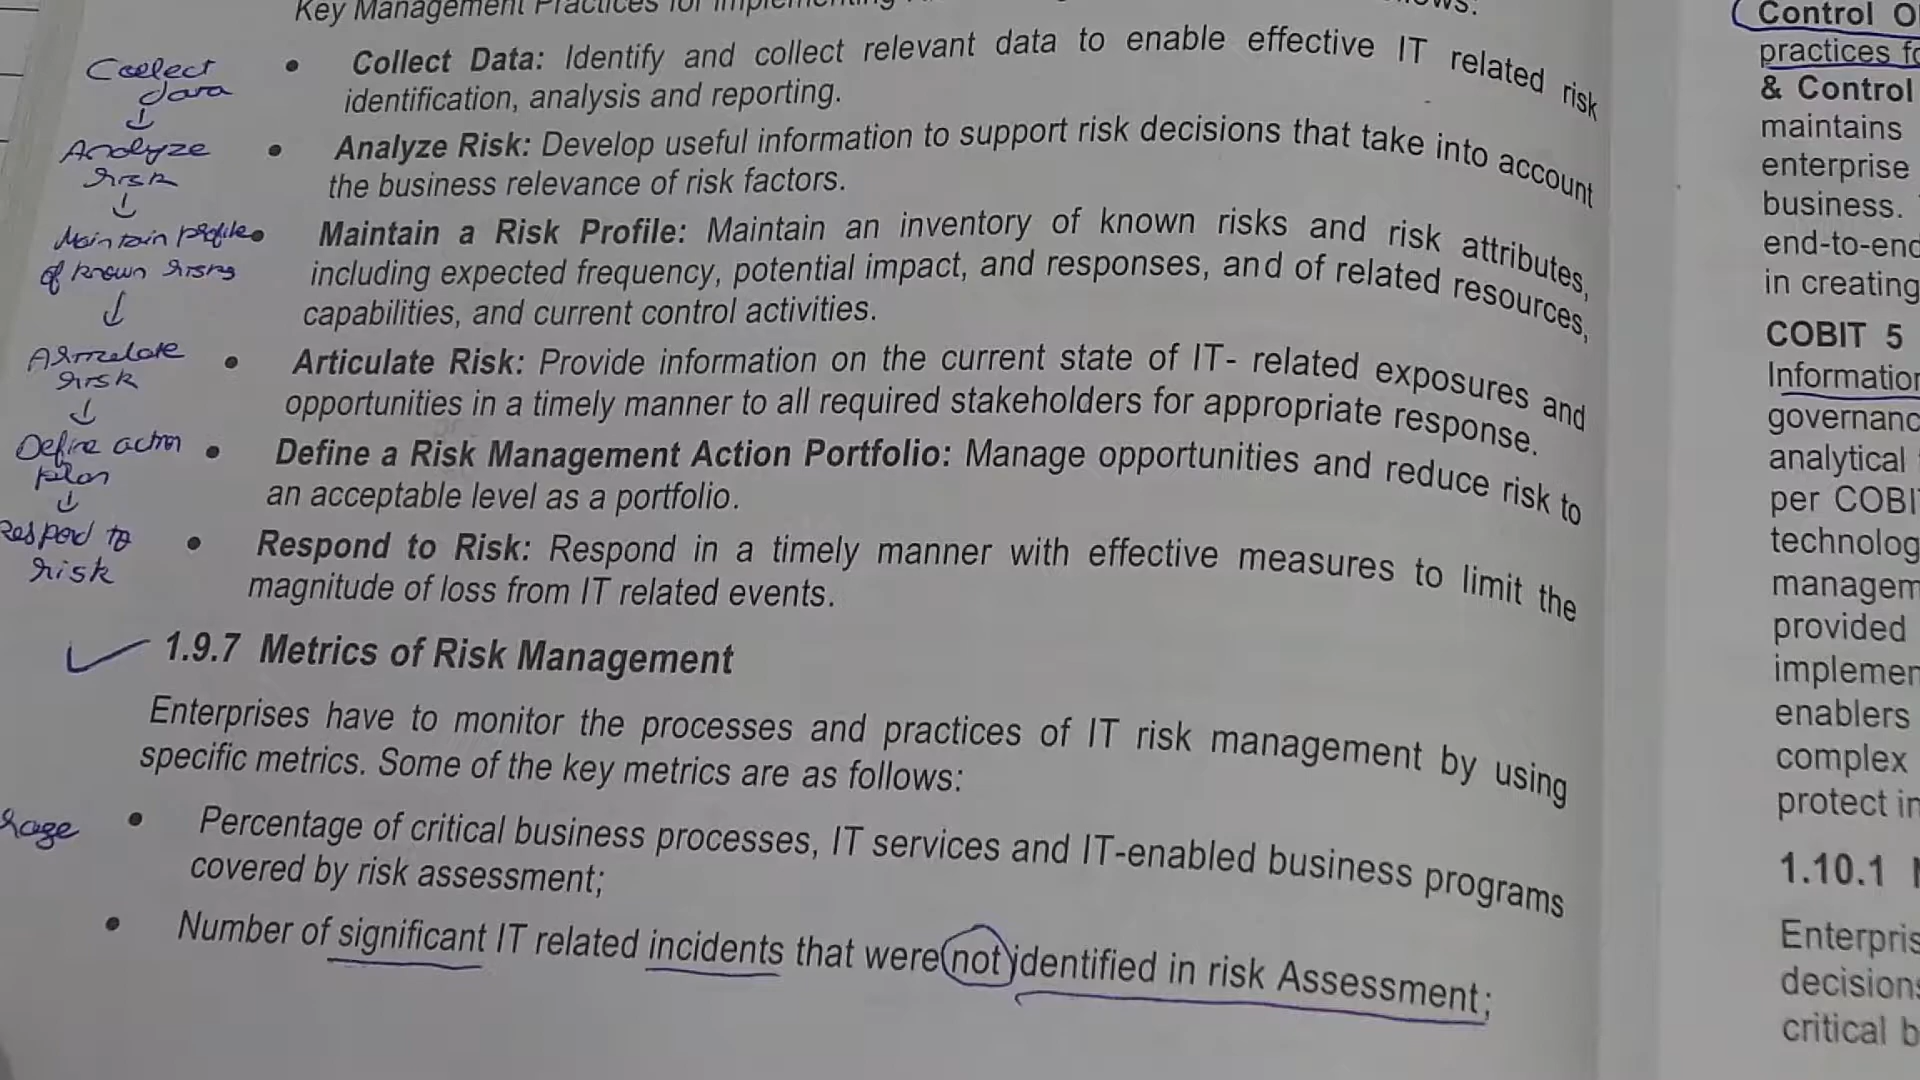 Key Management Practices for Implementing
Collect Data: Identify and collect relevant data to enable effective IT related risk
identification, analysis and reporting.
Analyze Risk: Develop useful information to support risk decisions that take into account
the business relevance of risk factors.
Maintain a Risk Profile: Maintain an inventory of known risks and risk attributes,
including expected frequency, potential impact, and responses, and of related resources,
capabilities, and current control activities.
Articulate Risk: Provide information on the current state of IT- related exposures and
opportunities in a timely manner to all required stakeholders for appropriate response.
Define a Risk Management Action Portfolio: Manage opportunities and reduce risk to
an acceptable level as a portfolio.
Respond to Risk: Respond in a timely manner with effective measures to limit the
magnitude of loss from IT related events.
1.9.7 Metrics of Risk Management
Enterprises have to monitor the processes and practices of IT risk management by using
specific metrics. Some of the key metrics are as follows:
Percentage of critical business processes, IT services and IT-enabled business programs
covered by risk assessment;
Number of significant IT related incidents that were not identified in risk Assessment;
Collect
data
Analyze
risk
Maintain profile
of known risks
risk
Define action
plan
Respond to
risk
Control
practices
& Control
maintains
enterprise
business.
end-to-end
in creating
COBIT 5
analytical
per
provided
enablers
complex
protect
1.10.1
critical